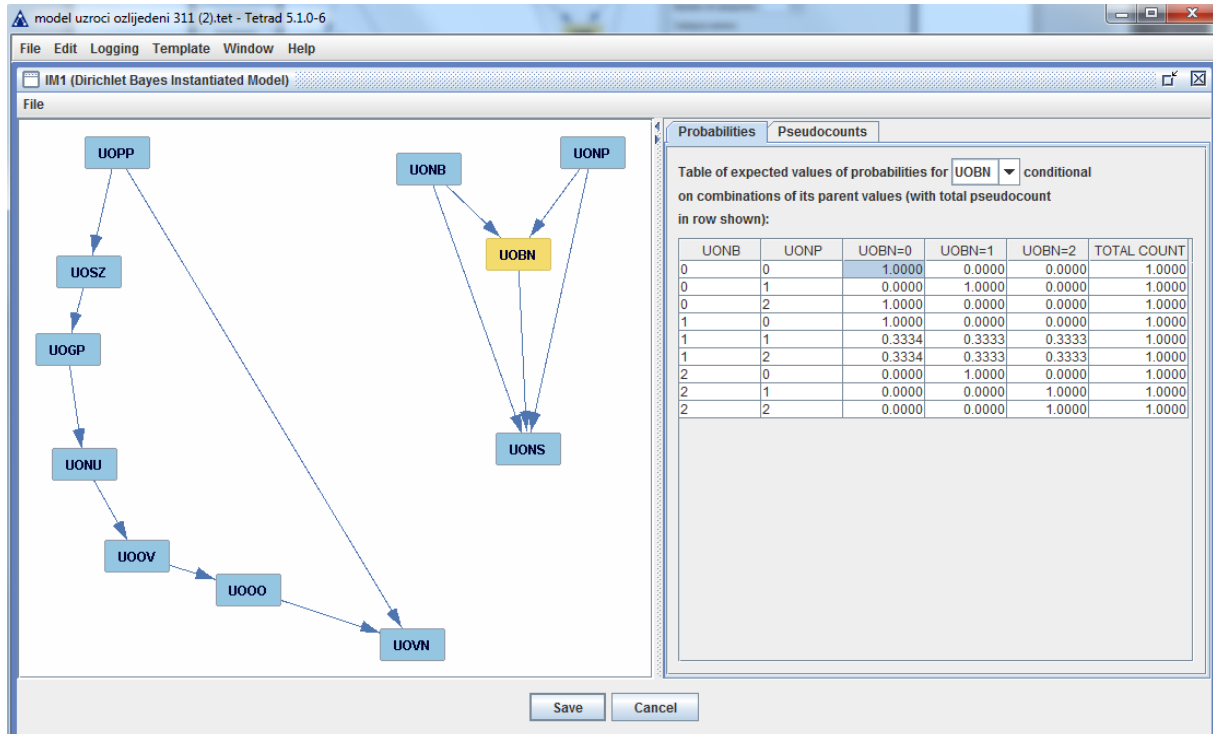 model uzroci ozlijeđeni 311 (2).tet - Tetrad 5.1.0-6
File Edit Logging Template Window Help
IM1 (Dirichlet Bayes Instantiated Model)
File
UOPP
UONB
UONP
UOBN
UOSZ
UOGP
UONS
UONU
UOOV
UOOO
UOVN
Probabilities Pseudocounts
Table of expected values of probabilities for UOBN conditional
on combinations of its parent values (with total pseudocount
in row shown):
UONB UONP UOBN=0 UOBN=1 UOBN=2 TOTAL COUNT
0 0 1.0000 0.0000 0.0000 1.0000
0 1 0.0000 1.0000 0.0000 1.0000
0 2 1.0000 0.0000 0.0000 1.0000
1 0 1.0000 0.0000 0.0000 1.0000
1 1 0.3334 0.3333 0.3333 1.0000
1 2 0.3334 0.3333 0.3333 1.0000
2 0 0.0000 1.0000 0.0000 1.0000
2 1 0.0000 0.0000 1.0000 1.0000
2 2 0.0000 0.0000 1.0000 1.0000
Save Cancel